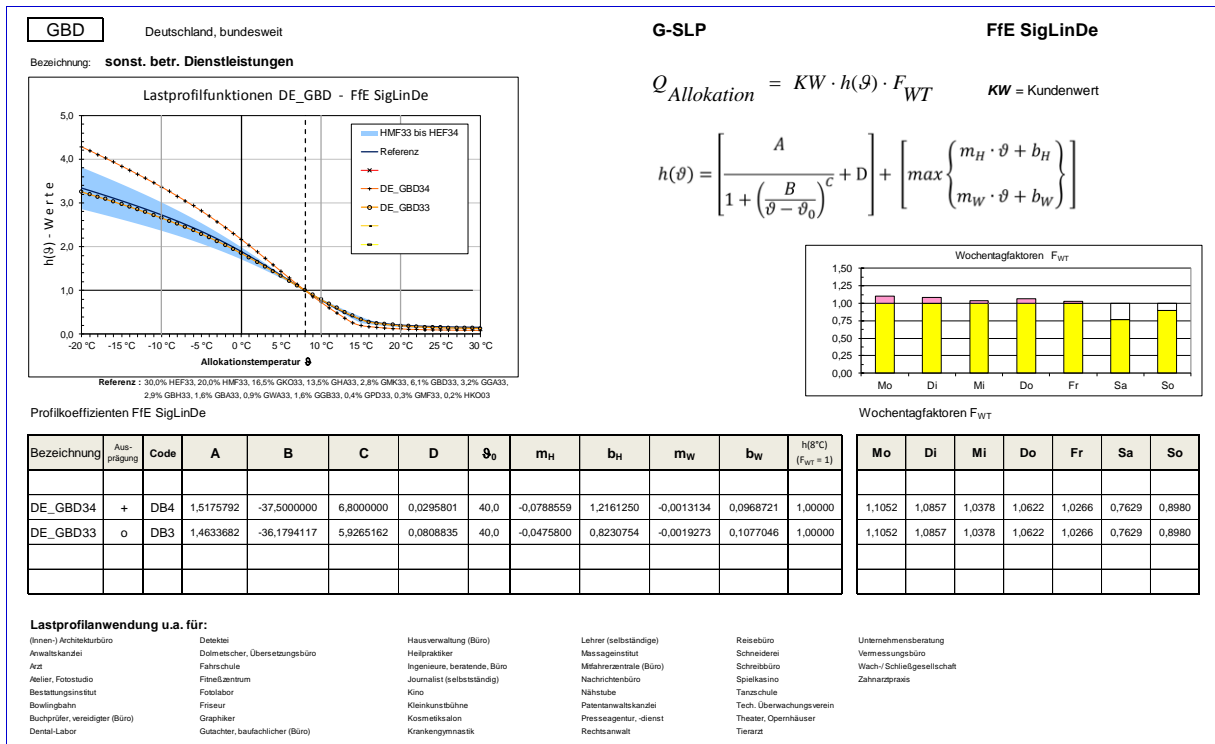 GBD Deutschland, bundesweit G-SLP FfE SigLinDe
Bezeichnung: sonst. betr. Dienstleistungen
Lastprofilfunktionen DE_GBD - FfE SigLinDe
h(ϑ) - Werte
5,0
4,0
3,0
2,0
1,0
0,0
-20 °C -15 °C -10 °C -5 °C 0 °C 5 °C 10 °C 15 °C 20 °C 25 °C 30 °C
Allokationstemperatur ϑ
HMF33 bis HEF34
Referenz
DE_GBD34
DE_GBD33
Referenz : 30,0% HEF33, 20,0% HMF33, 16,5% GKO33, 13,5% GHA33, 2,8% GMK33, 6,1% GBD33, 3,2% GGA33,
2,9% GBH33, 1,6% GBA33, 0,9% GWA33, 1,6% GGB33, 0,4% GPD33, 0,3% GMF33, 0,2% HKO03
Q_Allokation = KW · h(ϑ) · F_WT KW = Kundenwert
h(ϑ) = [ A / (1 + (B / (ϑ − ϑ₀))^C) + D ] + [ max { m_H · ϑ + b_H ; m_W · ϑ + b_W } ]
Wochentagfaktoren F_WT
1,50
1,25
1,00
0,75
0,50
0,25
0,00
Mo Di Mi Do Fr Sa So
Profilkoeffizienten FfE SigLinDe
Bezeichnung Aus-prägung Code A B C D ϑ₀ m_H b_H m_W b_W h(8°C) (F_WT = 1)
DE_GBD34 + DB4 1,5175792 -37,5000000 6,8000000 0,0295801 40,0 -0,0788559 1,2161250 -0,0013134 0,0968721 1,00000
DE_GBD33 o DB3 1,4633682 -36,1794117 5,9265162 0,0808835 40,0 -0,0475800 0,8230754 -0,0019273 0,1077046 1,00000
Wochentagfaktoren F_WT
Mo Di Mi Do Fr Sa So
1,1052 1,0857 1,0378 1,0622 1,0266 0,7629 0,8980
1,1052 1,0857 1,0378 1,0622 1,0266 0,7629 0,8980
Lastprofilanwendung u.a. für:
(Innen-) Architekturbüro
Anwaltskanzlei
Arzt
Atelier, Fotostudio
Bestattungsinstitut
Bowlingbahn
Buchprüfer, vereidigter (Büro)
Dental-Labor
Detektei
Dolmetscher, Übersetzungsbüro
Fahrschule
Fitneßzentrum
Fotolabor
Friseur
Graphiker
Gutachter, baufachlicher (Büro)
Hausverwaltung (Büro)
Heilpraktiker
Ingenieure, beratende, Büro
Journalist (selbstständig)
Kino
Kleinkunstbühne
Kosmetiksalon
Krankengymnastik
Lehrer (selbständige)
Massageinstitut
Mitfahrerzentrale (Büro)
Nachrichtenbüro
Nähstube
Patentanwaltskanzlei
Presseagentur, -dienst
Rechtsanwalt
Reisebüro
Schneiderei
Schreibbüro
Spielkasino
Tanzschule
Tech. Überwachungsverein
Theater, Opernhäuser
Tierarzt
Unternehmensberatung
Vermessungsbüro
Wach-/ Schließgesellschaft
Zahnarztpraxis